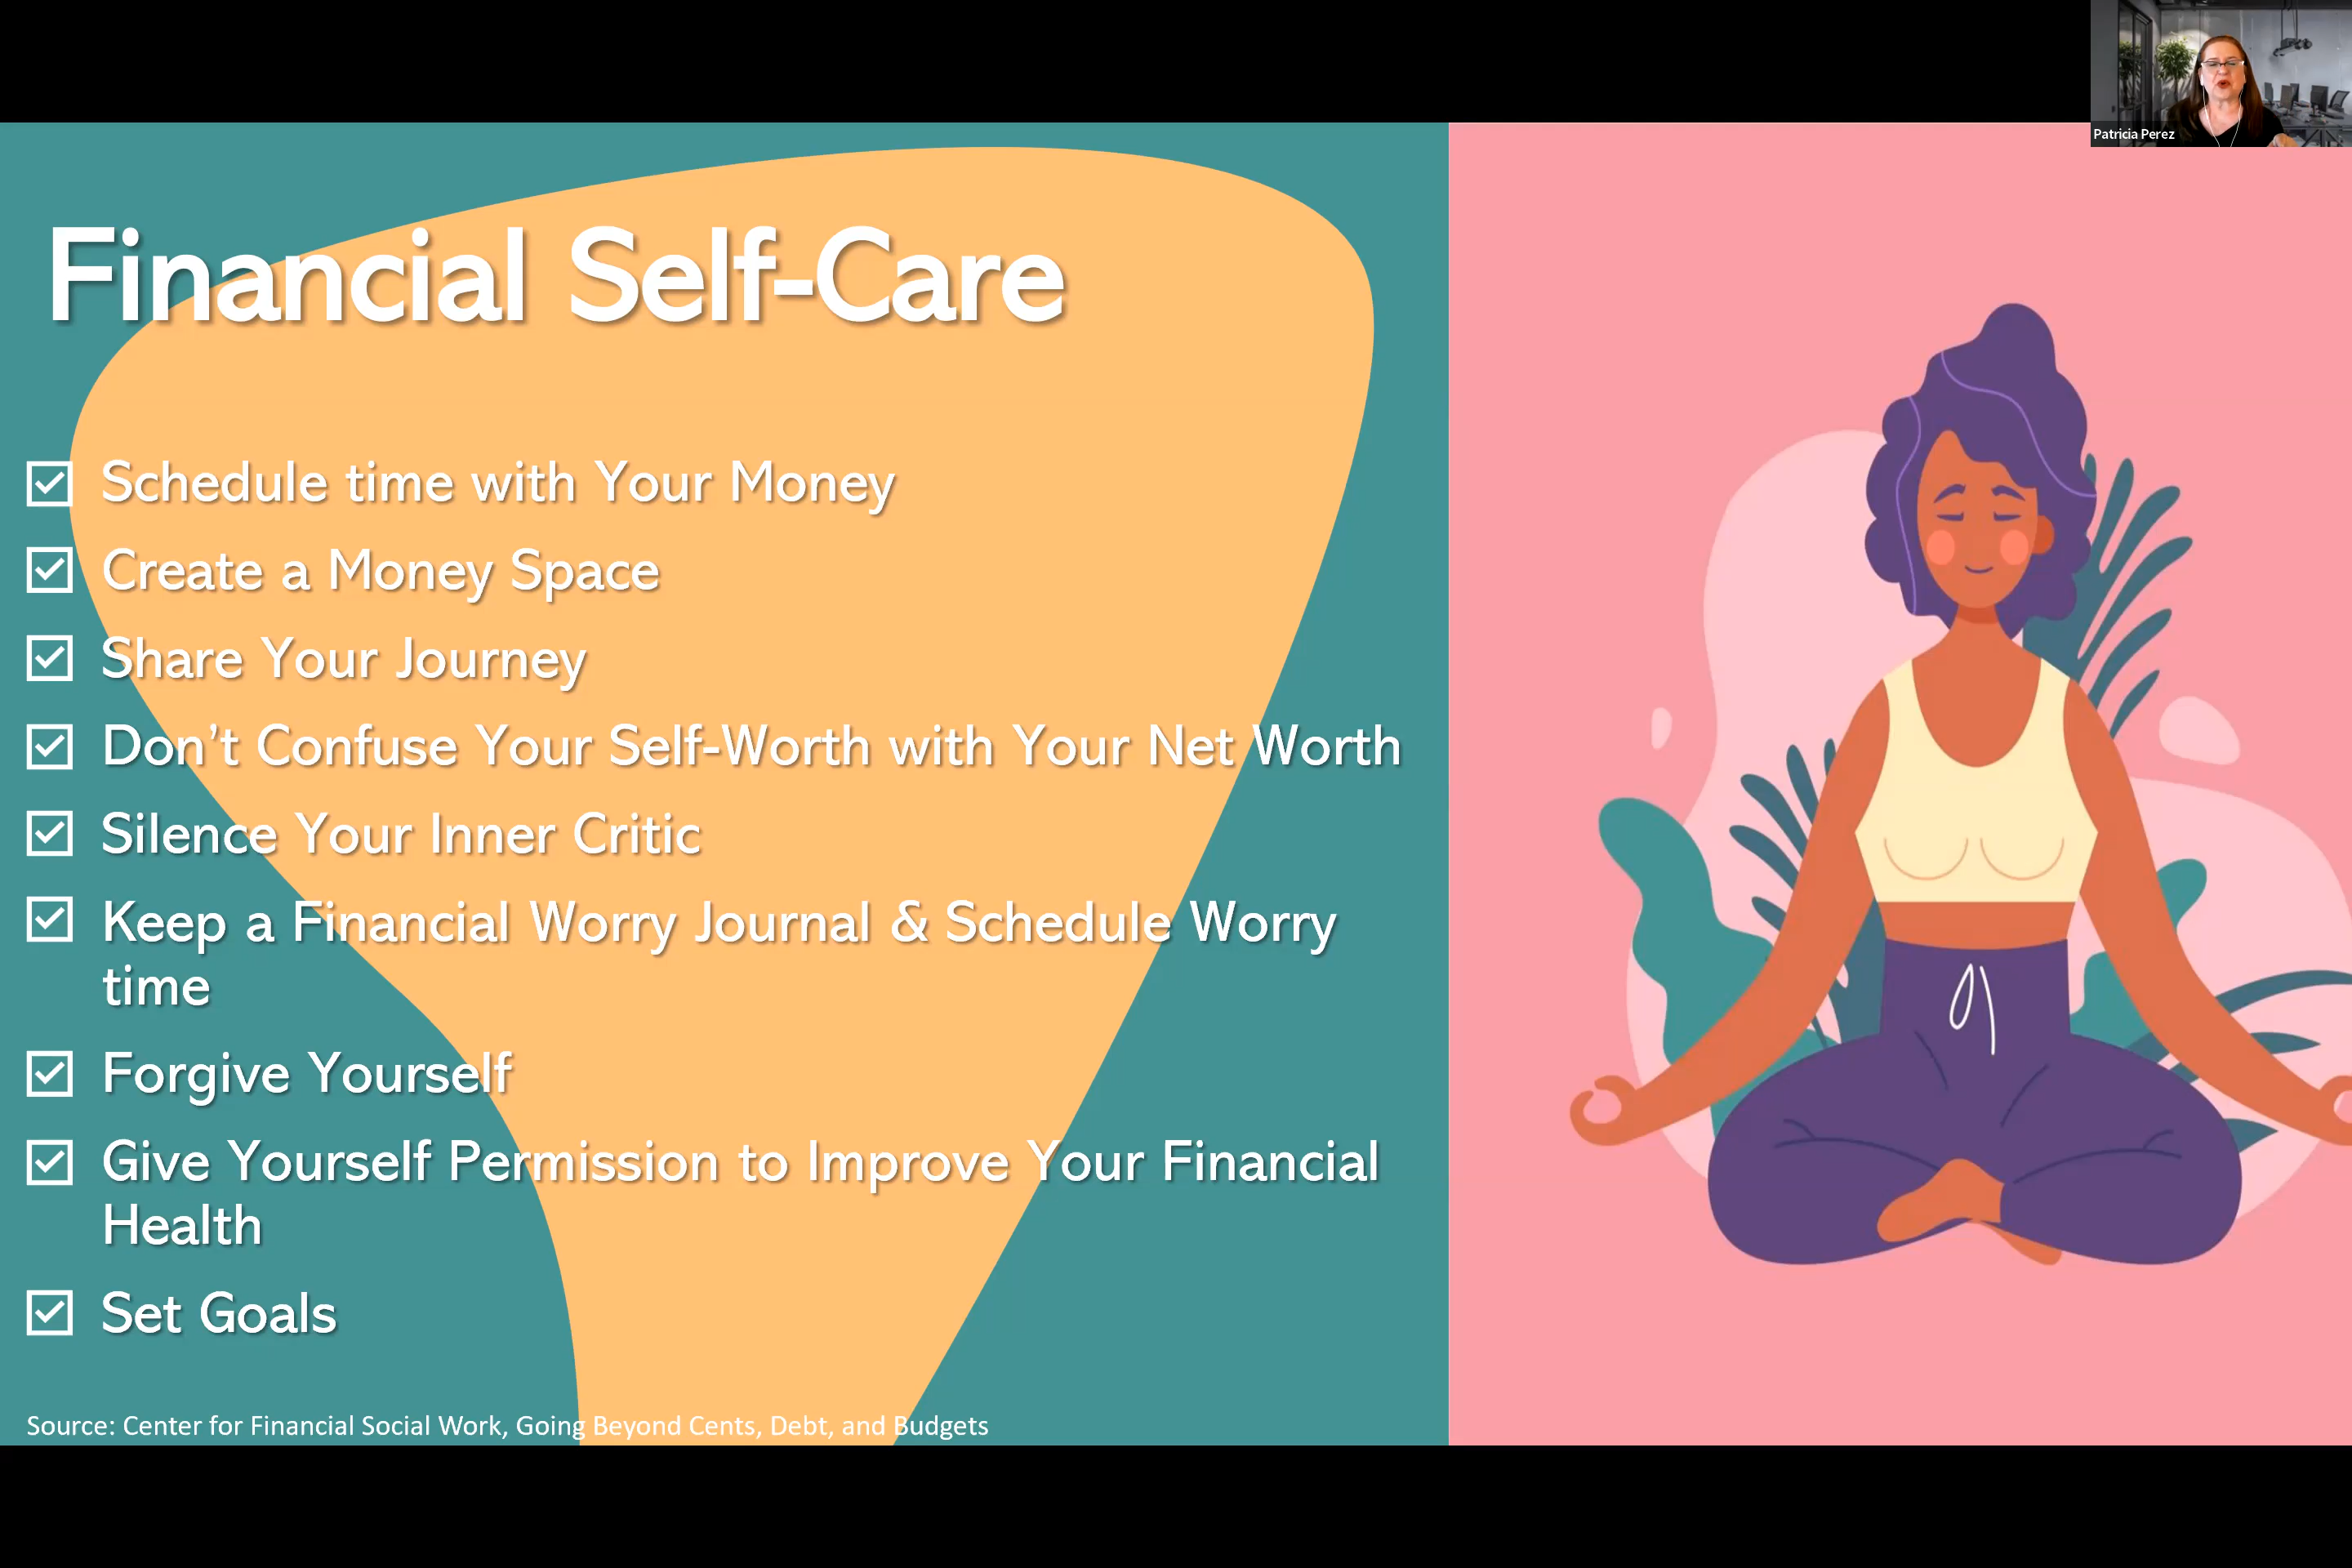 Patricia Perez
Financial Self-Care
Schedule time with Your Money
Create a Money Space
Share Your Journey
Don’t Confuse Your Self-Worth with Your Net Worth
Silence Your Inner Critic
Keep a Financial Worry Journal & Schedule Worry
time
Forgive Yourself
Give Yourself Permission to Improve Your Financial
Health
Set Goals
Source: Center for Financial Social Work, Going Beyond Cents, Debt, and Budgets